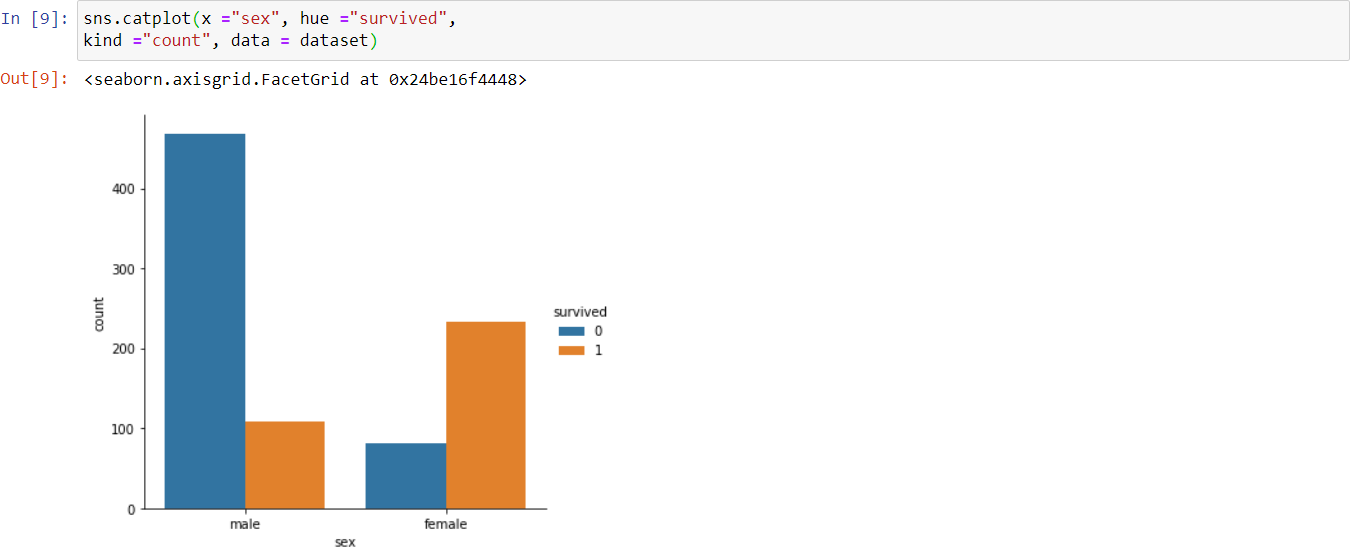 In [9]: sns.catplot(x ="sex", hue ="survived",
kind ="count", data = dataset)
Out[9]: <seaborn.axisgrid.FacetGrid at 0x24be16f4448>
400
300
200
100
0
count
male female
sex
survived
0
1